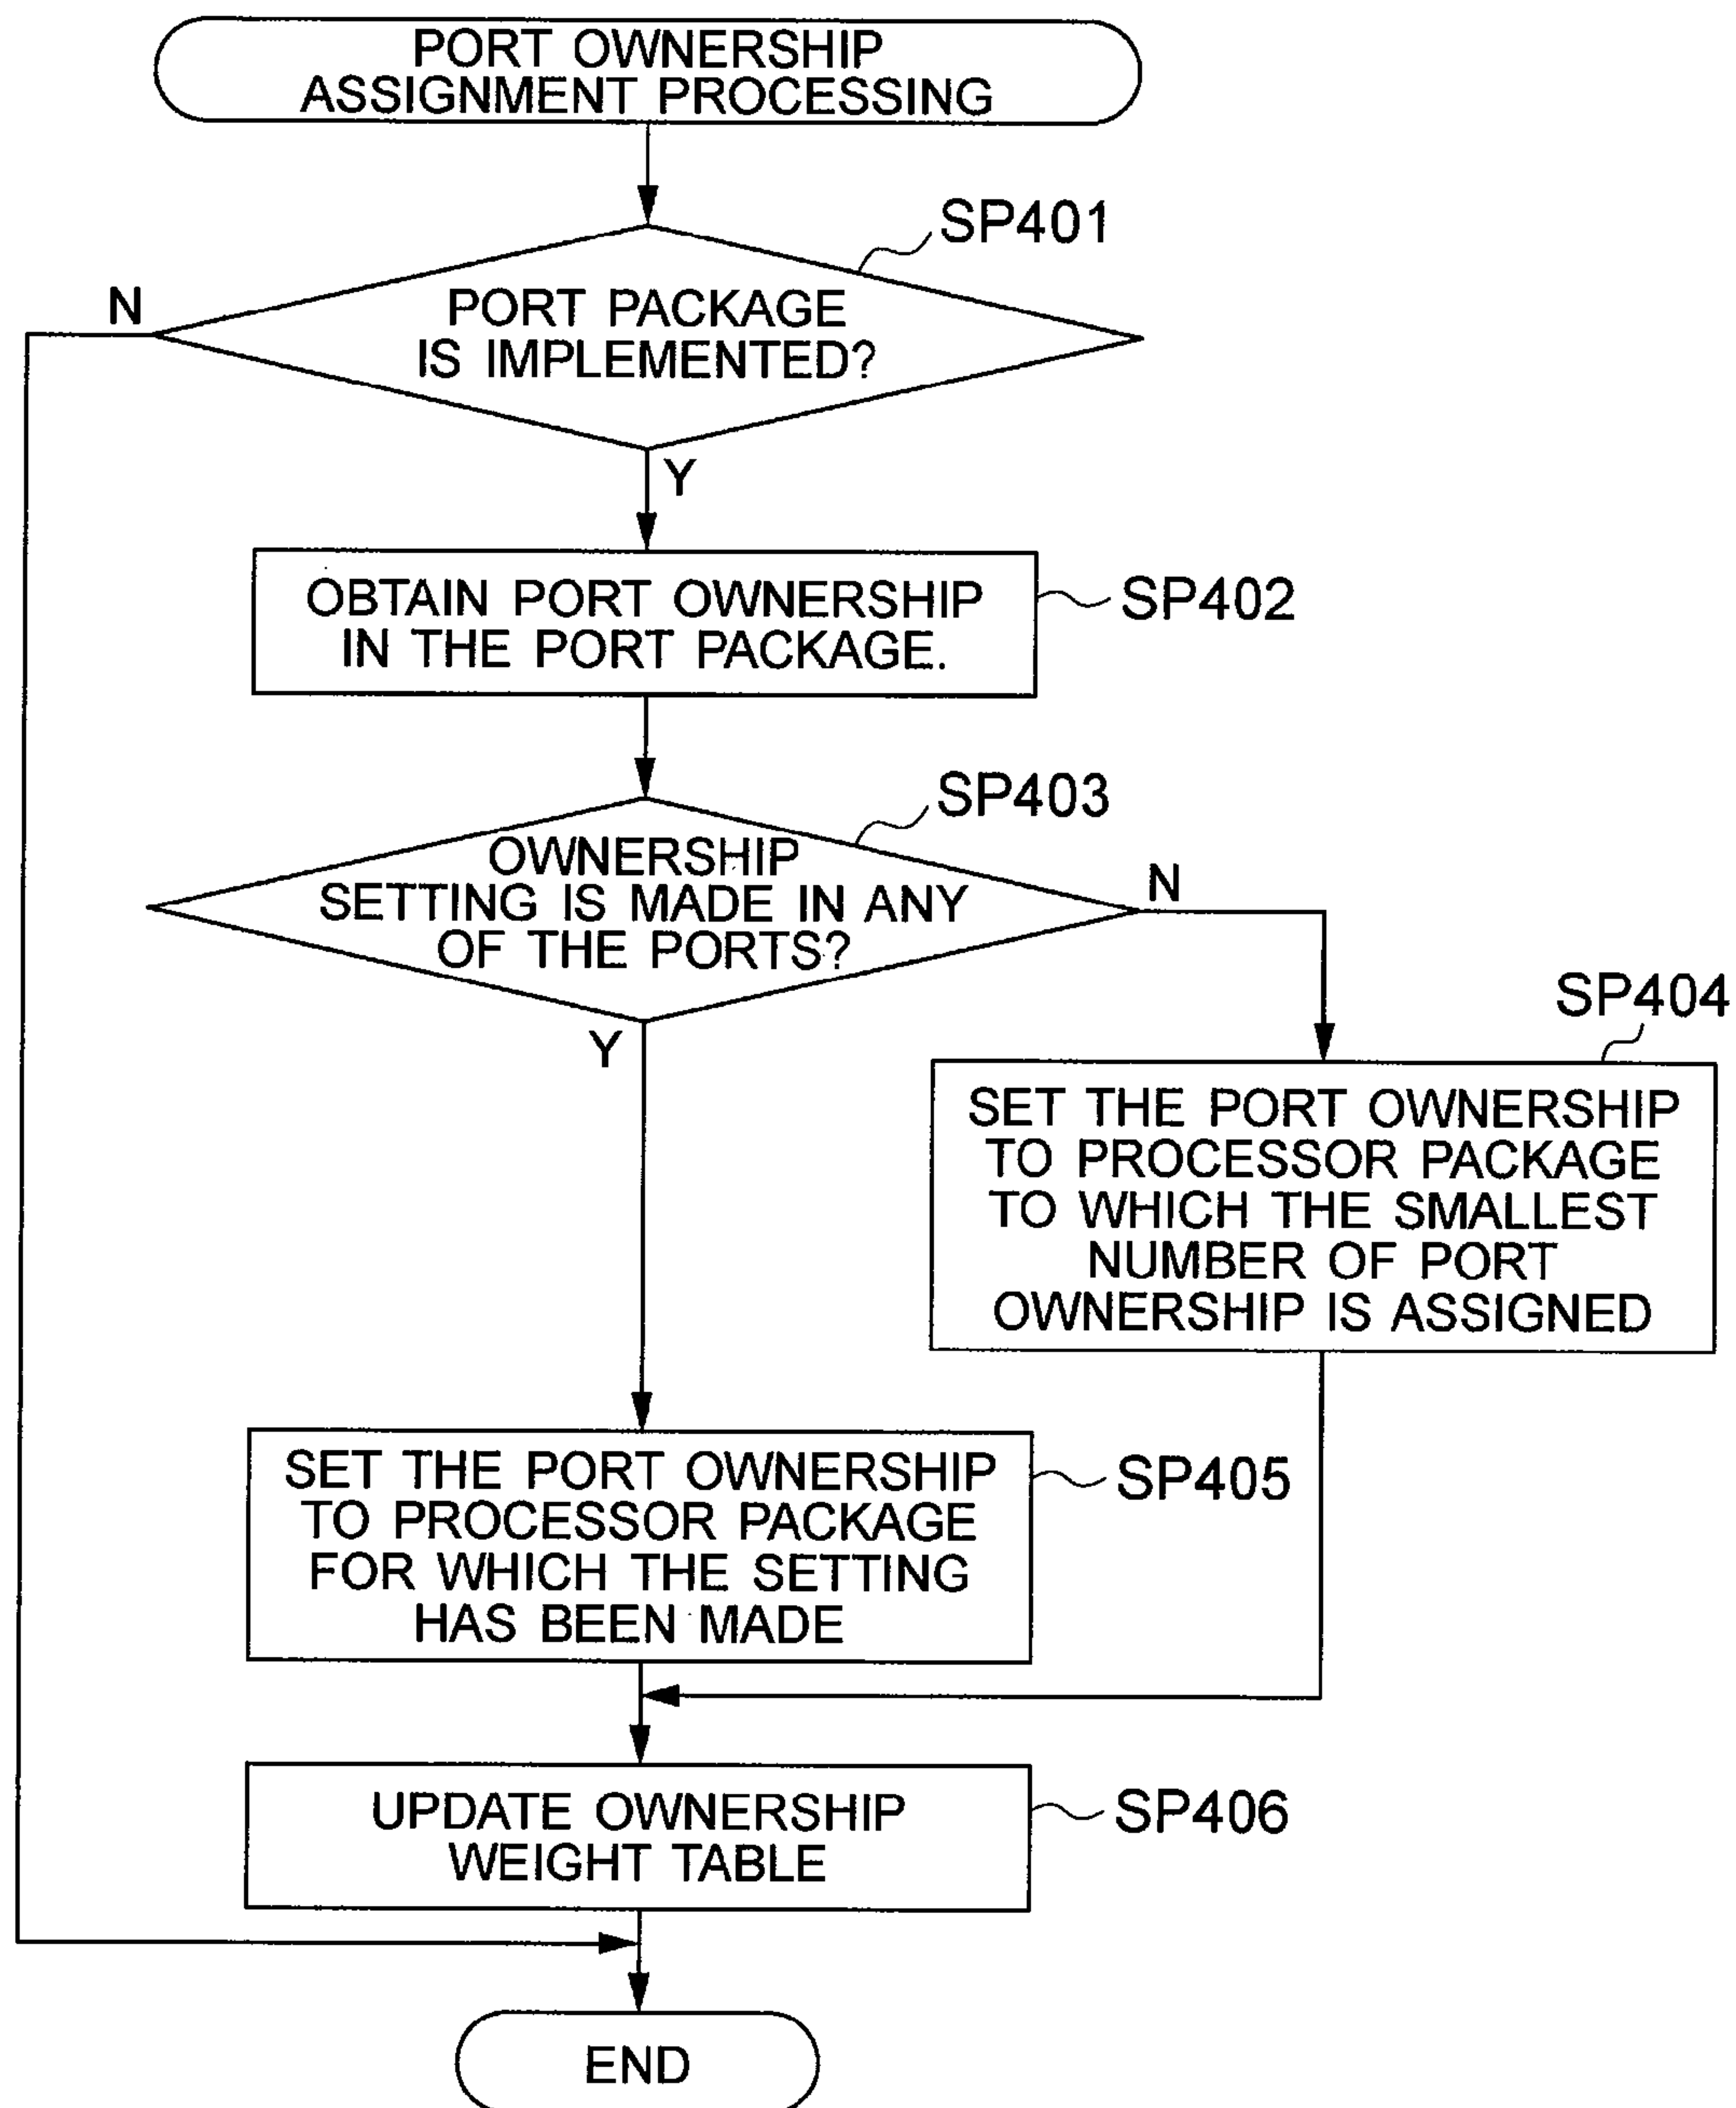 PORT OWNERSHIP
ASSIGNMENT PROCESSING
SP401
N
PORT PACKAGE
IS IMPLEMENTED?
Y
OBTAIN PORT OWNERSHIP
IN THE PORT PACKAGE.
SP402
SP403
OWNERSHIP
SETTING IS MADE IN ANY
OF THE PORTS?
N
Y
SP404
SET THE PORT OWNERSHIP
TO PROCESSOR PACKAGE
TO WHICH THE SMALLEST
NUMBER OF PORT
OWNERSHIP IS ASSIGNED
SET THE PORT OWNERSHIP
TO PROCESSOR PACKAGE
FOR WHICH THE SETTING
HAS BEEN MADE
SP405
UPDATE OWNERSHIP
WEIGHT TABLE
SP406
END